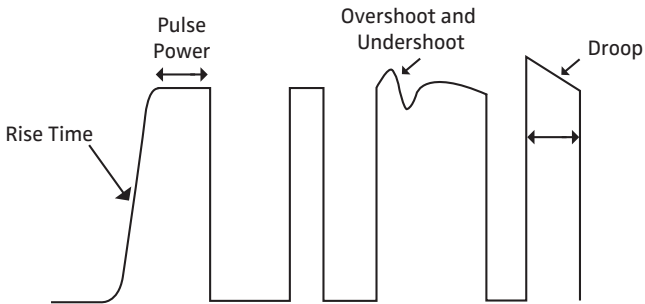 Pulse
Power
Overshoot and
Undershoot
Droop
Rise Time